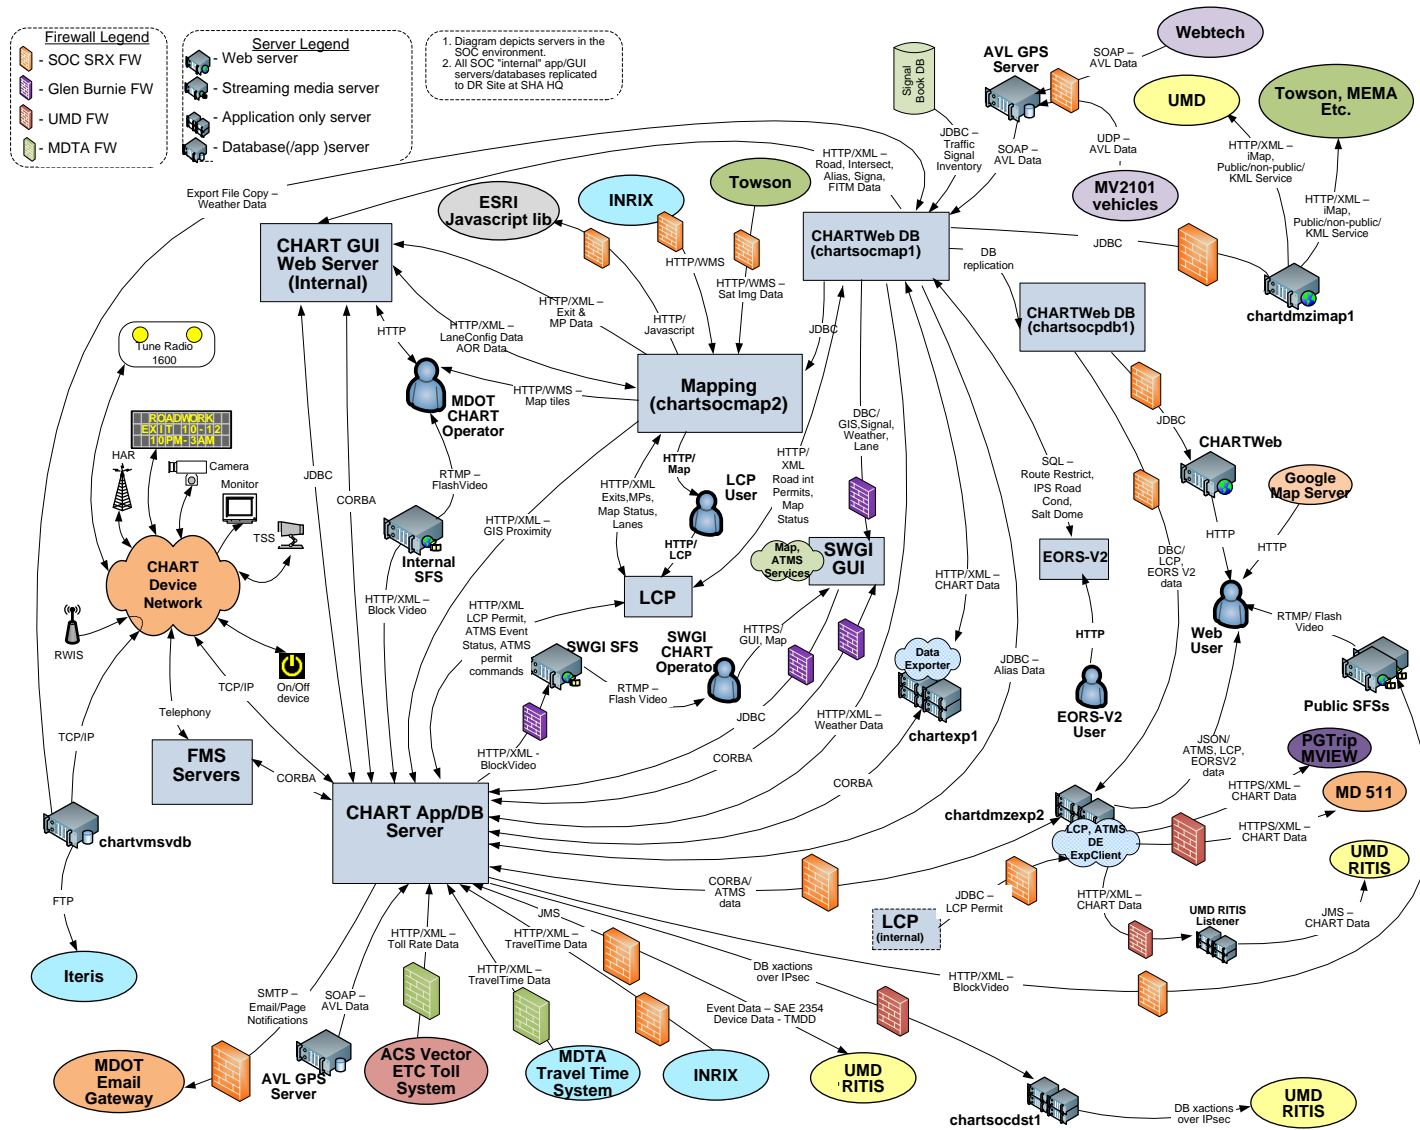 Firewall Legend
- SOC SRX FW
- Glen Burnie FW
- UMD FW
- MDTA FW
Server Legend
- Web server
- Streaming media server
- Application only server
- Database(/app )server
1. Diagram depicts servers in the
SOC environment.
2. All SOC "internal" app/GUI
servers/databases replicated
to DR Site at SHA HQ
Signal
Book DB
AVL GPS
Server
SOAP –
AVL Data
Webtech
UMD
Towson, MEMA
Etc.
UDP –
AVL Data
MV2101
vehicles
HTTP/XML –
iMap,
Public/non-public/
KML Service
HTTP/XML –
iMap,
Public/non-public/
KML Service
JDBC –
Traffic
Signal
Inventory
SOAP –
AVL Data
HTTP/XML –
Road, Intersect,
Alias, Signa,
FITM Data
Export File Copy –
Weather Data
ESRI
Javascript lib
INRIX
Towson
CHART GUI
Web Server
(Internal)
CHARTWeb DB
(chartsocmap1)
JDBC
DB
replication
CHARTWeb DB
(chartsocpdb1)
chartdmzimap1
HTTP/WMS
HTTP/WMS –
Sat Img Data
HTTP/XML –
Exit &
MP Data
HTTP/
Javascript
HTTP
HTTP/XML –
LaneConfig Data
AOR Data
JDBC
Tune Radio
1600
MDOT
CHART
Operator
HTTP/WMS –
Map tiles
Mapping
(chartsocmap2)
DBC/
GIS,Signal,
Weather,
Lane
JDBC
CHARTWeb
ROADWORK
EXIT 10-12
10PM-3AM
HAR
Camera
Monitor
TSS
JDBC
CORBA
RTMP –
FlashVideo
HTTP/XML
Exits,MPs,
Map Status,
Lanes
HTTP/
Map
LCP
User
HTTP/
XML
Road int
Permits,
Map
Status
SQL –
Route Restrict,
IPS Road
Cond,
Salt Dome
Google
Map Server
HTTP/XML –
GIS Proximity
Internal
SFS
HTTP/
LCP
Map,
ATMS
Services
SWGI
GUI
EORS-V2
DBC/
LCP,
EORS V2
data
HTTP
HTTP
CHART
Device
Network
HTTP/XML –
Block Video
LCP
HTTP/XML –
CHART Data
RWIS
HTTP/XML
LCP Permit,
ATMS Event
Status, ATMS
permit
commands
SWGI SFS
SWGI
CHART
Operator
HTTPS/
GUI, Map
Data
Exporter
HTTP
Web
User
RTMP/ Flash
Video
On/Off
device
TCP/IP
Telephony
RTMP –
Flash Video
JDBC –
Alias Data
EORS-V2
User
Public SFSs
TCP/IP
FMS
Servers
CORBA
HTTP/XML -
BlockVideo
JDBC
CORBA
HTTP/XML –
Weather Data
chartexp1
CORBA
JSON/
ATMS, LCP,
EORSV2
data
PGTrip
MVIEW
HTTPS/XML –
CHART Data
MD 511
CHART App/DB
Server
chartvmsvdb
chartdmzexp2
LCP, ATMS
DE
ExpClient
HTTPS/XML –
CHART Data
UMD
RITIS
FTP
CORBA/
ATMS
data
JDBC –
LCP Permit
HTTP/XML –
CHART Data
UMD RITIS
Listener
JMS –
CHART Data
LCP
(internal)
Iteris
HTTP/XML –
Toll Rate Data
JMS
HTTP/XML –
TravelTime Data
HTTP/XML –
TravelTime Data
DB xactions
over IPsec
HTTP/XML –
BlockVideo
SMTP –
Email/Page
Notifications
SOAP –
AVL Data
Event Data – SAE 2354
Device Data - TMDD
MDOT
Email
Gateway
AVL GPS
Server
ACS Vector
ETC Toll
System
MDTA
Travel Time
System
INRIX
UMD
RITIS
chartsocdst1
DB xactions
over IPsec
UMD
RITIS